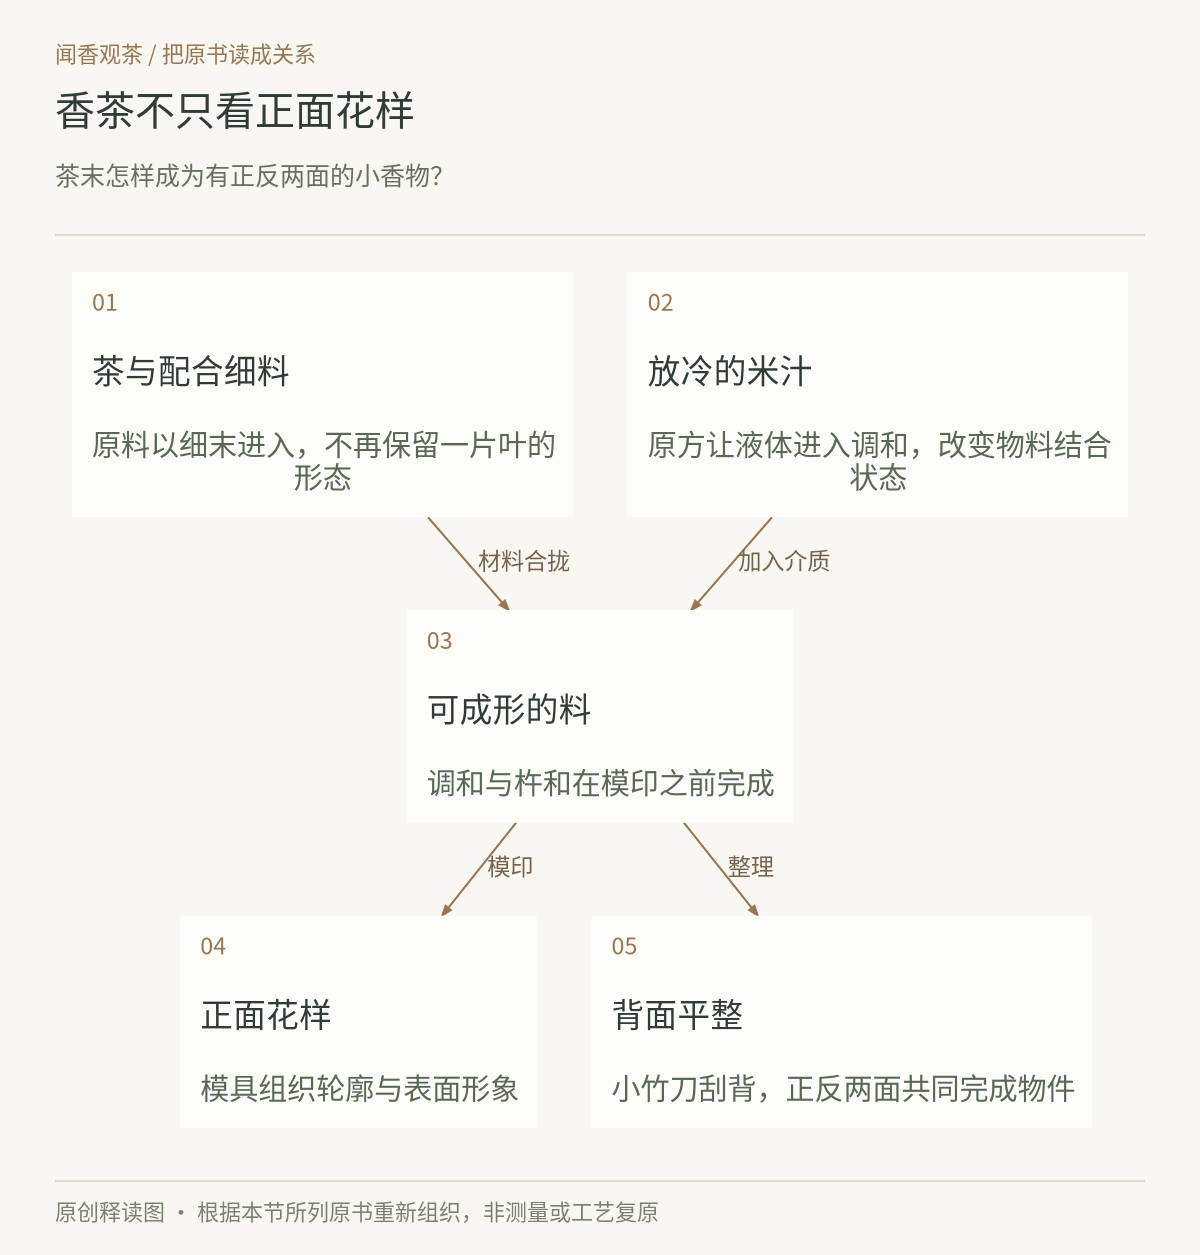 闻香观茶 / 把原书读成关系
香茶不只看正面花样
茶末怎样成为有正反两面的小香物？
01
茶与配合细料
原料以细末进入，不再保留一片叶的
形态
02
放冷的米汁
原方让液体进入调和，改变物料结合
状态
材料合拢
加入介质
03
可成形的料
调和与杵和在模印之前完成
模印
整理
04
正面花样
模具组织轮廓与表面形象
05
背面平整
小竹刀刮背，正反两面共同完成物件
原创释读图 · 根据本节所列原书重新组织，非测量或工艺复原